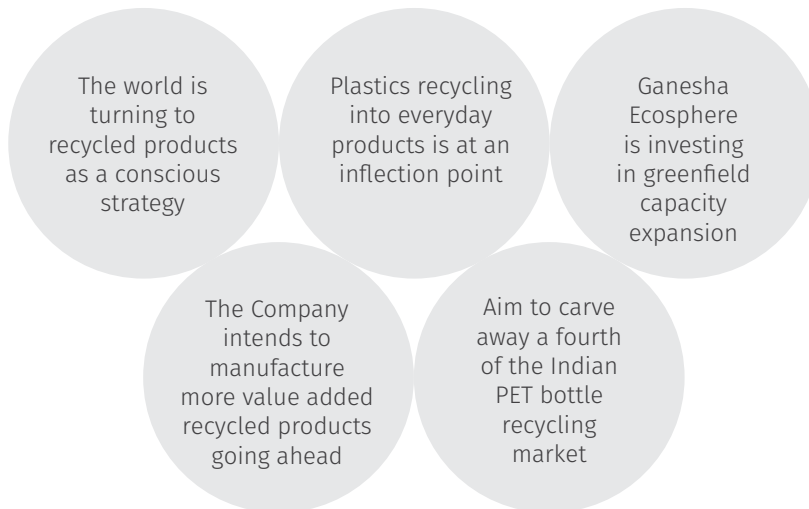 The world is
turning to
recycled products
as a conscious
strategy
Plastics recycling
into everyday
products is at an
inflection point
Ganesha
Ecosphere
is investing
in greenfield
capacity
expansion
The Company
intends to
manufacture
more value added
recycled products
going ahead
Aim to carve
away a fourth
of the Indian
PET bottle
recycling
market